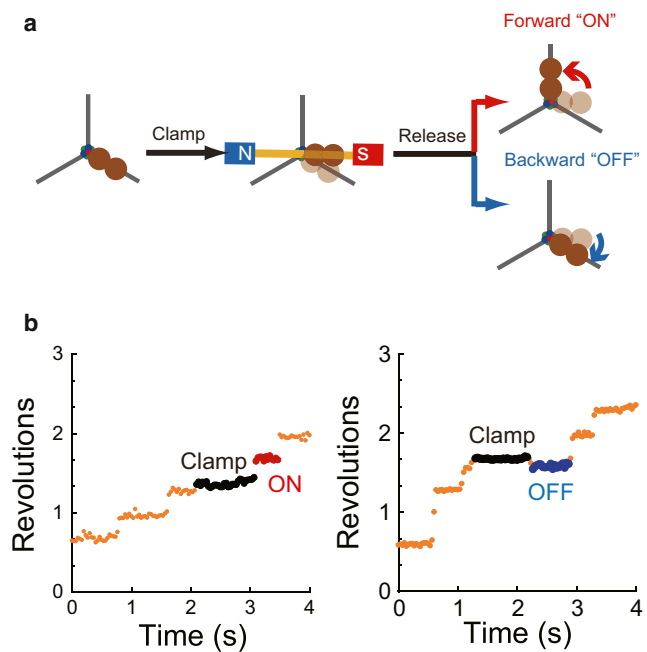 a
Forward “ON”
Clamp
N
S
Release
Backward “OFF”
b
3
2
1
0
Revolutions
Clamp
ON
0 1 2 3 4
Time (s)
3
2
1
0
Revolutions
Clamp
OFF
0 1 2 3 4
Time (s)